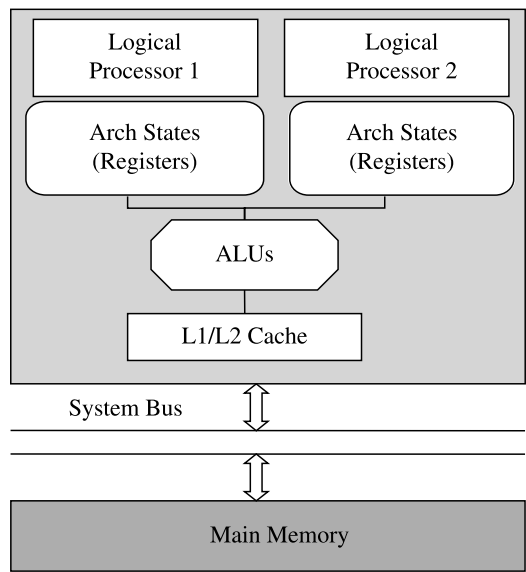 Logical
Processor 1
Logical
Processor 2
Arch States
(Registers)
Arch States
(Registers)
ALUs
L1/L2 Cache
System Bus
Main Memory